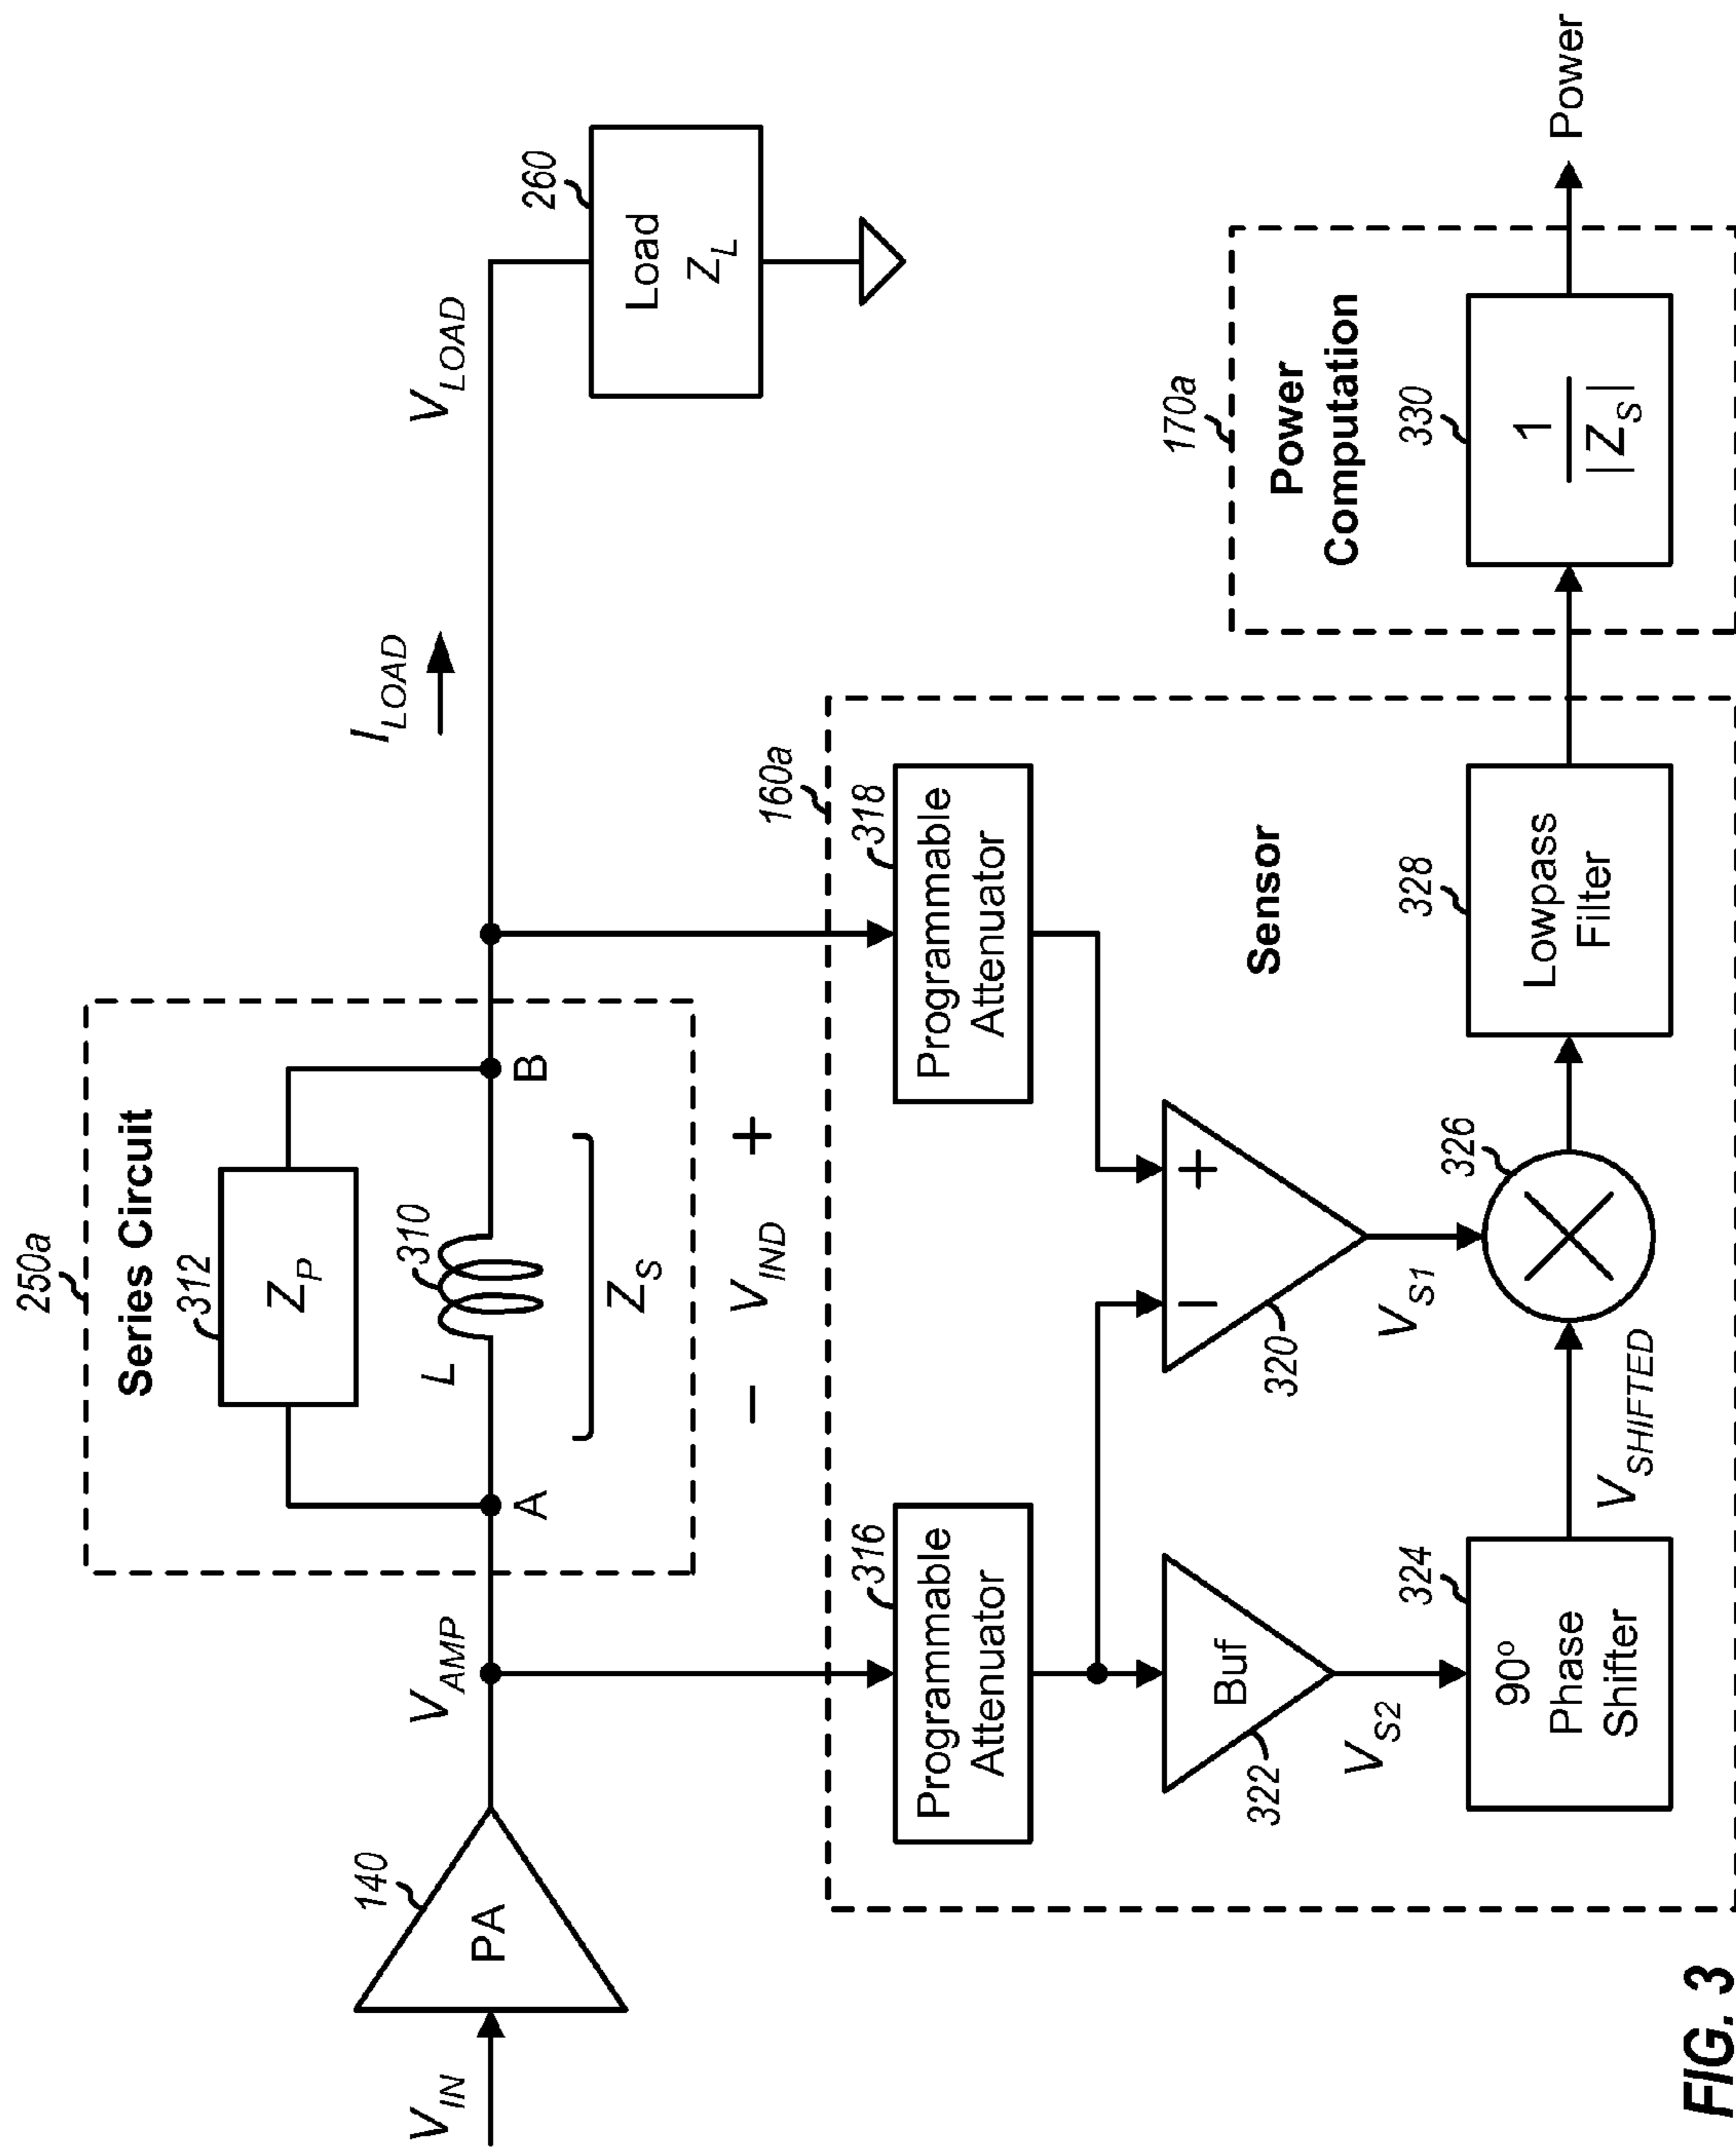 250a
Series Circuit
312
Z_P
310
L
A
B
Z_S
− V_IND +
V_IN
140
PA
V_AMP
I_LOAD
V_LOAD
260
Load
Z_L
160a
316
Programmable
Attenuator
318
Programmable
Attenuator
Buf
322
−
+
320
Sensor
V_S2
V_S1
324
90°
Phase
Shifter
V_SHIFTED
326
328
Lowpass
Filter
170a
Power
Computation
330
1
|Z_S|
Power
FIG. 3